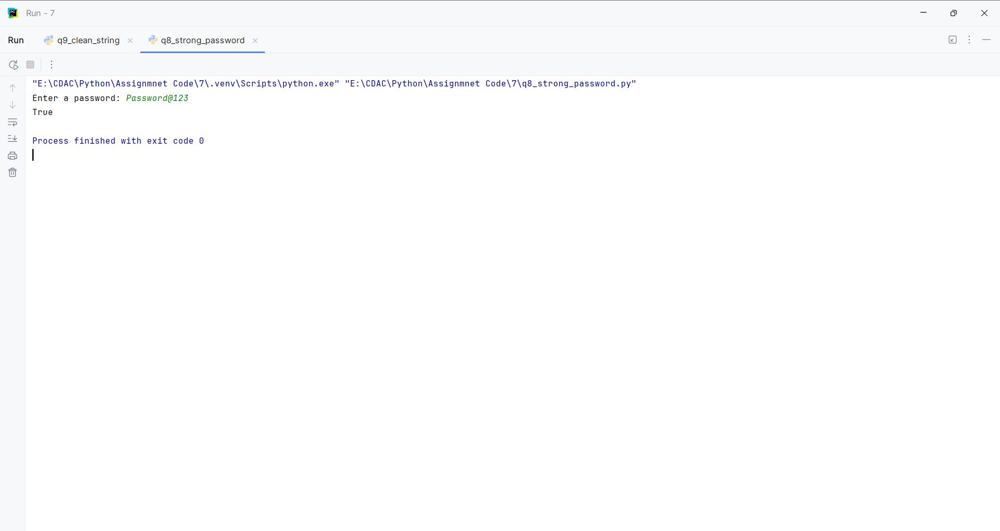 Run - 7
Run q9_clean_string q8_strong_password
"E:\CDAC\Python\Assignmnet Code\7\.venv\Scripts\python.exe" "E:\CDAC\Python\Assignmnet Code\7\q8_strong_password.py"
Enter a password: Password@123
True
Process finished with exit code 0